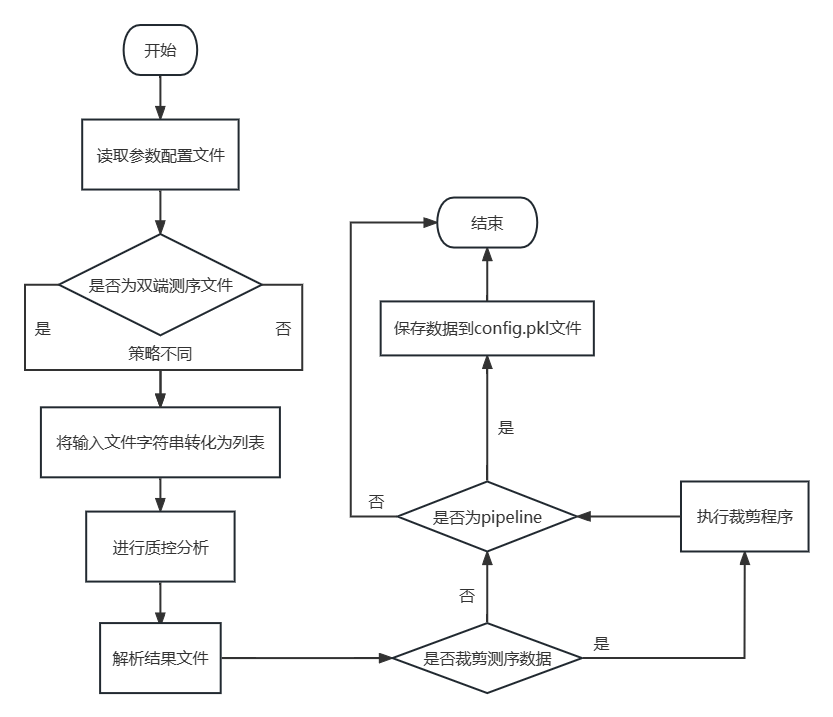 开始
读取参数配置文件
是否为双端测序文件
是
否
策略不同
将输入文件字符串转化为列表
进行质控分析
解析结果文件
是否裁剪测序数据
是
执行裁剪程序
否
是否为pipeline
否
是
保存数据到config.pkl文件
结束